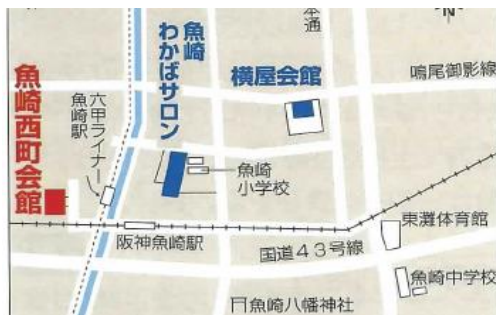 本通
N
鳴尾御影線
魚崎
わかばサロン
横屋会館
魚崎西町会館
六甲ライナー
魚崎駅
魚崎
小学校
阪神魚崎駅
国道43号線
東灘体育館
魚崎中学校
魚崎八幡神社